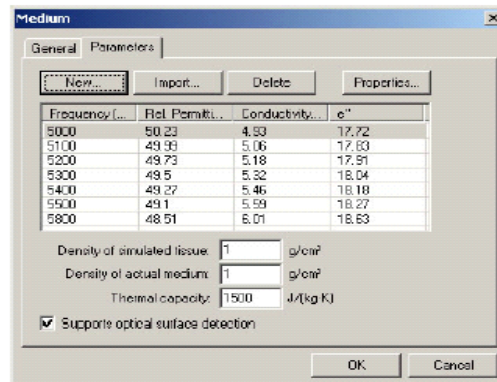 Medium
General Parameters
New... Import... Delete Properties...
Frequency (... Rel. Permitti... Conductivity... e''
5000 50.23 4.93 17.72
5100 49.99 5.06 17.83
5200 49.73 5.18 17.91
5300 49.5 5.32 18.04
5400 49.27 5.46 18.18
5500 49.1 5.59 18.27
5800 48.51 6.01 18.63
Density of simulated tissue: 1 g/cm³
Density of actual medium: 1 g/cm³
Thermal capacity: 1500 J/(kg K)
Supports optical surface detection
OK Cancel